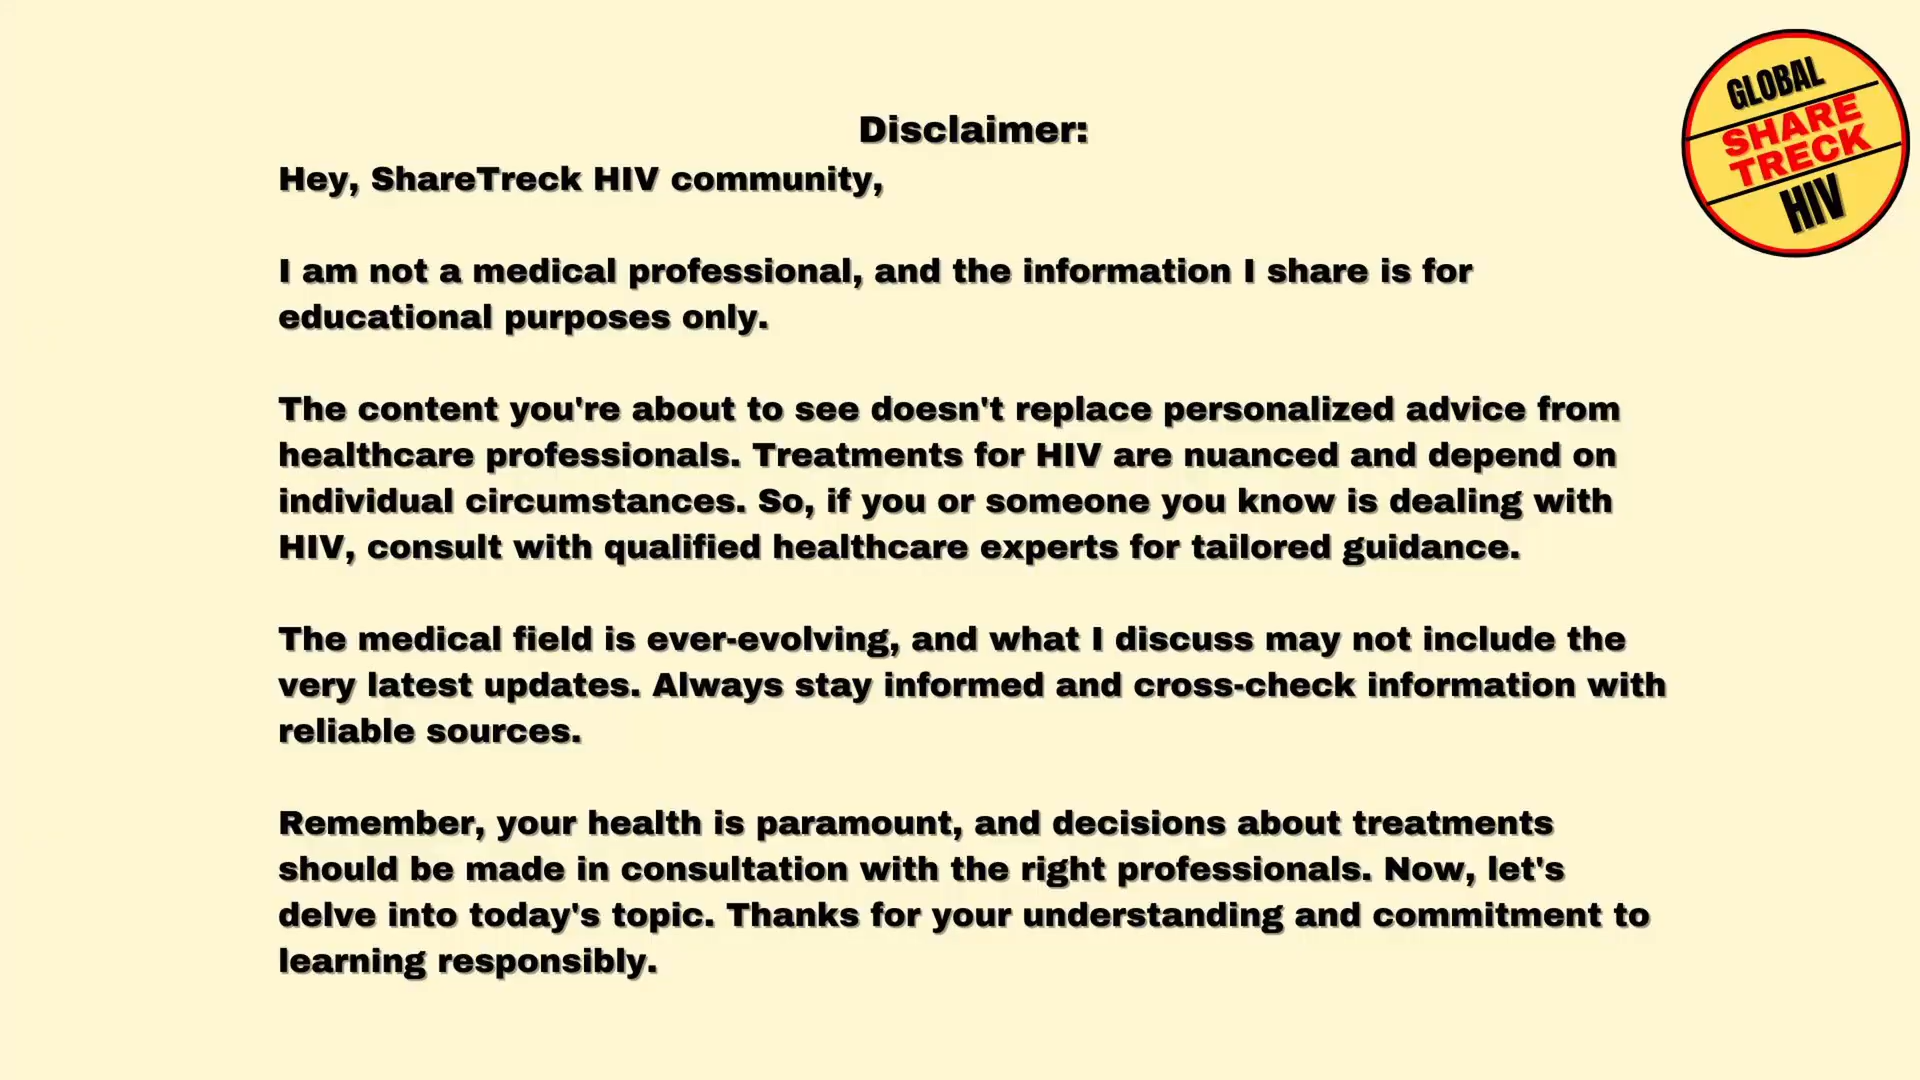 Disclaimer:
Hey, ShareTreck HIV community,
I am not a medical professional, and the information I share is for
educational purposes only.
The content you're about to see doesn't replace personalized advice from
healthcare professionals. Treatments for HIV are nuanced and depend on
individual circumstances. So, if you or someone you know is dealing with
HIV, consult with qualified healthcare experts for tailored guidance.
The medical field is ever-evolving, and what I discuss may not include the
very latest updates. Always stay informed and cross-check information with
reliable sources.
Remember, your health is paramount, and decisions about treatments
should be made in consultation with the right professionals. Now, let's
delve into today's topic. Thanks for your understanding and commitment to
learning responsibly.
GLOBAL
SHARE
TRECK
HIV